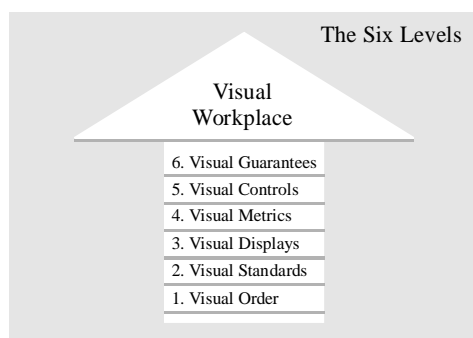 The Six Levels
Visual
Workplace
6. Visual Guarantees
5. Visual Controls
4. Visual Metrics
3. Visual Displays
2. Visual Standards
1. Visual Order